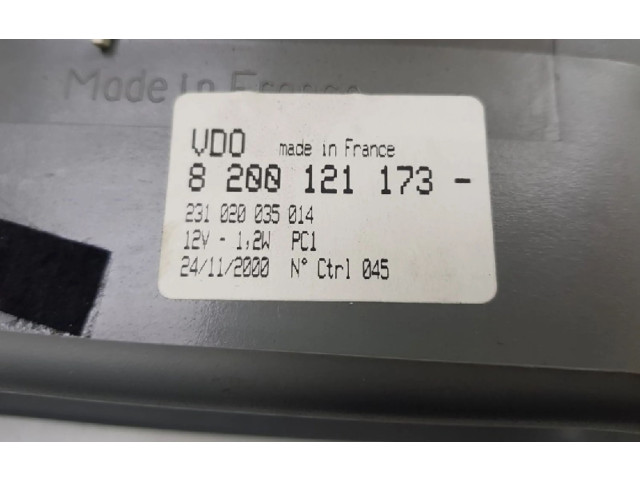 Made in France
VDO made in France
8 200 121 173 -
231 020 035 014
12V - 1,2W PC1
24/11/2000 N° Ctrl 045